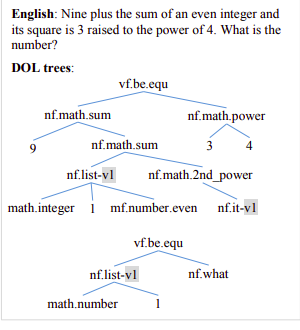 English: Nine plus the sum of an even integer and
its square is 3 raised to the power of 4. What is the
number?
DOL trees:
vf.be.equ
nf.math.sum nf.math.power
9 nf.math.sum 3 4
nf.list-v1 nf.math.2nd_power
math.integer 1 mf.number.even nf.it-v1
vf.be.equ
nf.list-v1 nf.what
math.number 1